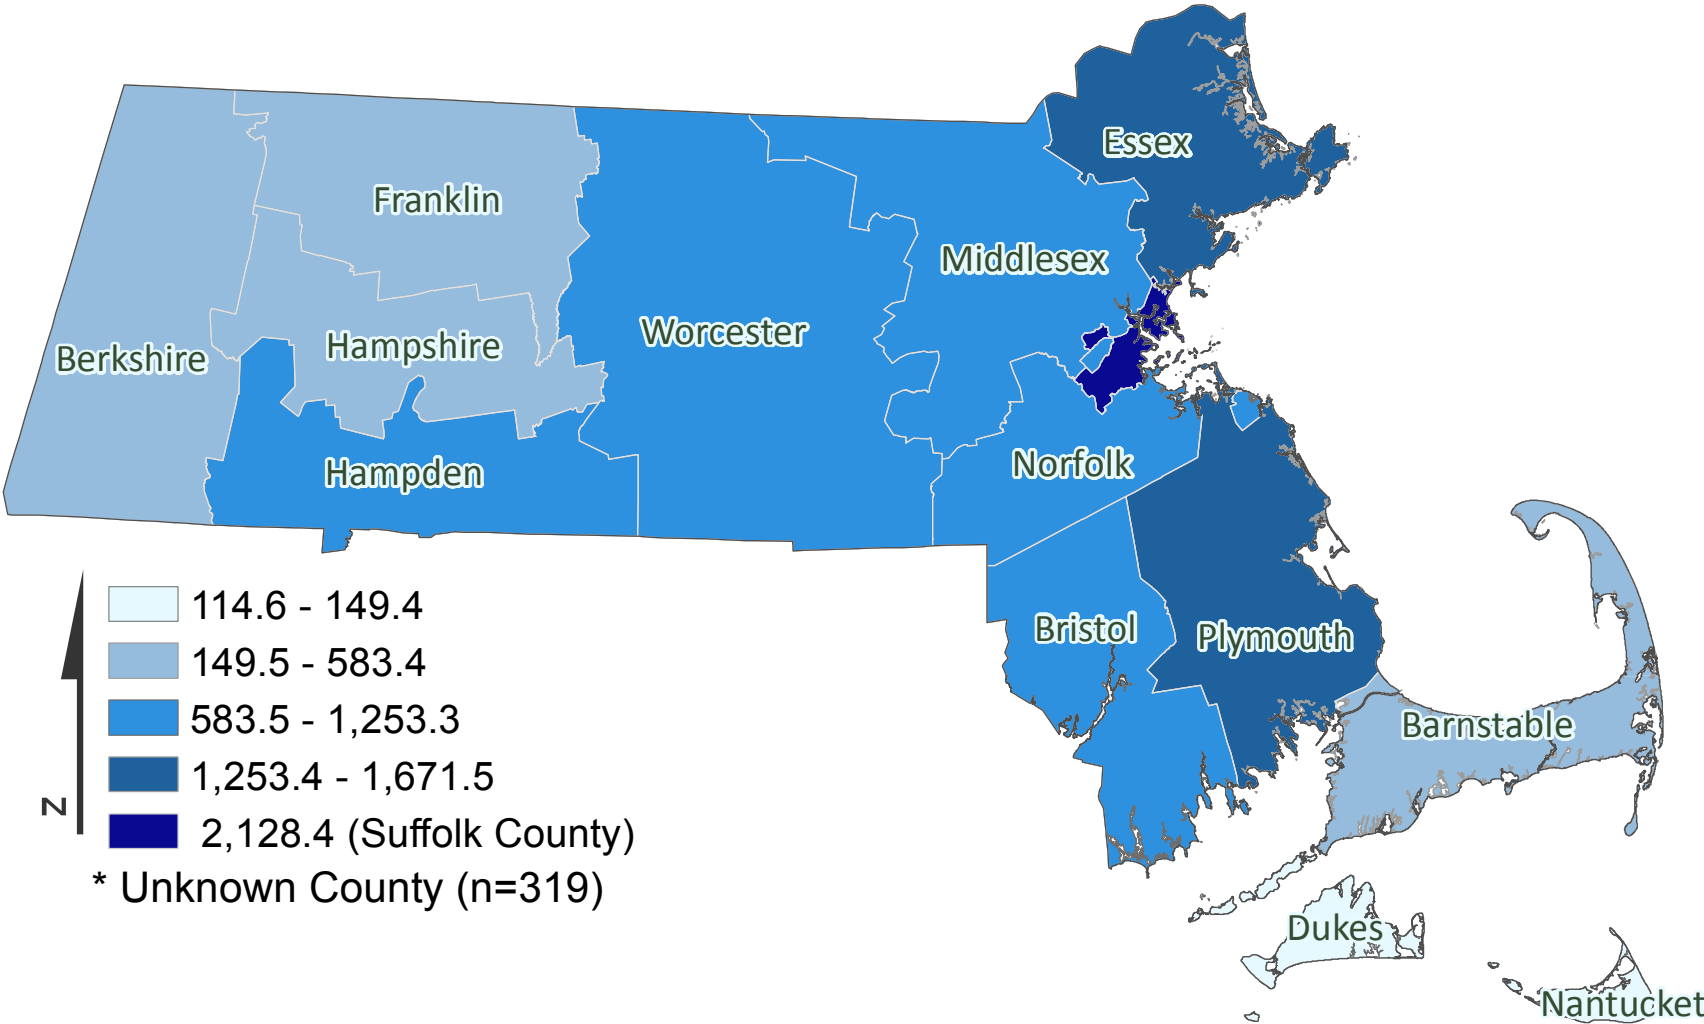 Essex
Franklin
Middlesex
Worcester
Hampshire
Berkshire
Norfolk
Hampden
114.6 - 149.4
Bristol
Plymouth
149.5 - 583.4
583.5 - 1,253.3
Barnstable
1,253.4 - 1,671.5
N
2,128.4 (Suffolk County)
* Unknown County (n=319)
Dukes
Nantucket